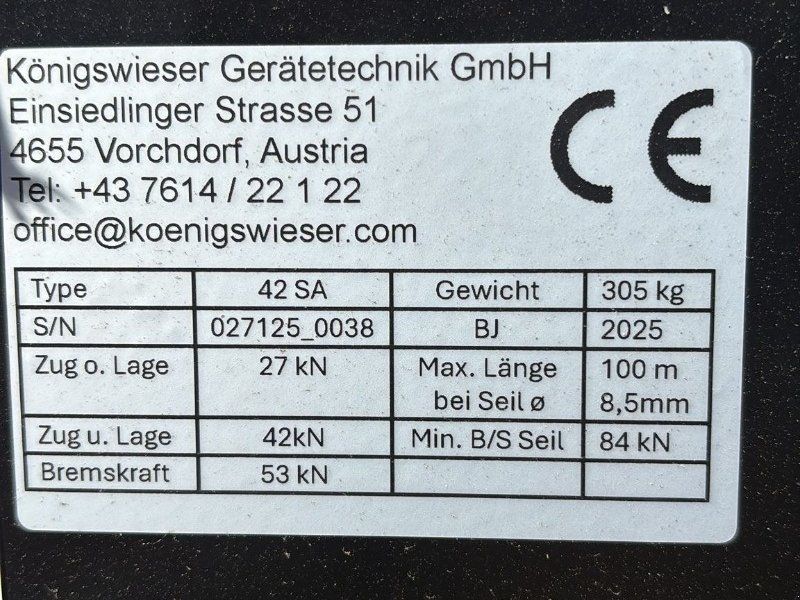 Königswieser Gerätetechnik GmbH
Einsiedlinger Strasse 51
4655 Vorchdorf, Austria
Tel: +43 7614 / 22 1 22
office@koenigswieser.com
CE
Type 42 SA Gewicht 305 kg
S/N 027125_0038 BJ 2025
Zug o. Lage 27 kN Max. Länge 100 m
bei Seil ø 8,5mm
Zug u. Lage 42kN Min. B/S Seil 84 kN
Bremskraft 53 kN